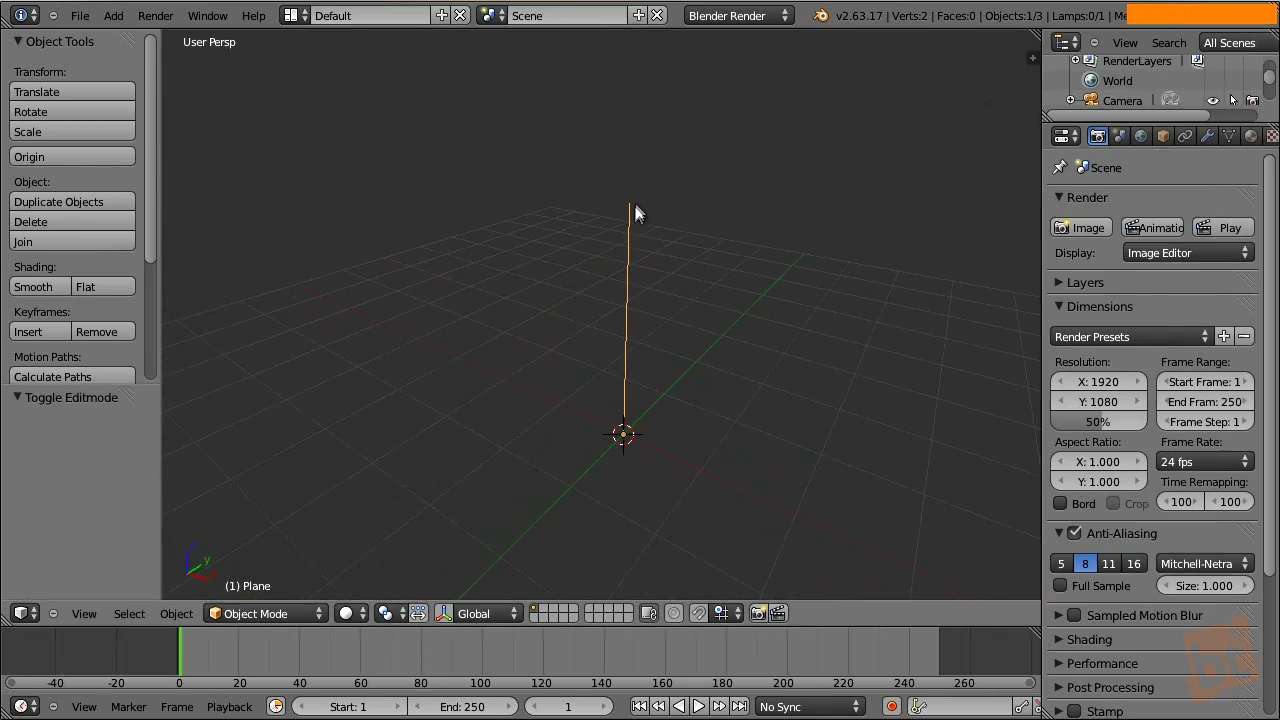 File Add Render Window Help Default Scene Blender Render v2.63.17 | Verts:2 | Faces:0 | Objects:1/3 | Lamps:0/1 |
Object Tools
Transform:
Translate
Rotate
Scale
Origin
Object:
Duplicate Objects
Delete
Join
Shading:
Smooth Flat
Keyframes:
Insert Remove
Motion Paths:
Calculate Paths
Toggle Editmode
User Persp
z
y
x
(1) Plane
View Select Object Object Mode Global
-40 -20 0 20 40 60 80 100 120 140 160 180 200 220 240 260
View Marker Frame Playback Start: 1 End: 250 1 No Sync
View Search All Scenes
RenderLayers
World
Camera
Scene
Render
Image Animatio Play
Display: Image Editor
Layers
Dimensions
Render Presets
Resolution: Frame Range:
X: 1920 Start Frame: 1
Y: 1080 End Fram: 250
50% Frame Step: 1
Aspect Ratio: Frame Rate:
X: 1.000 24 fps
Y: 1.000 Time Remapping:
Bord Crop 100 100
Anti-Aliasing
5 8 11 16 Mitchell-Netra
Full Sample Size: 1.000
Sampled Motion Blur
Shading
Performance
Post Processing
Stamp